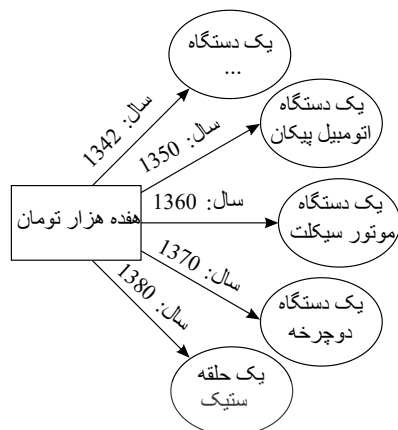 یک دستگاه
...
سال: 1342
یک دستگاه
اتومبیل پیکان
سال: 1350
هفده هزار تومان
سال: 1360
یک دستگاه
موتور سیکلت
سال: 1370
یک دستگاه
دوچرخه
سال: 1380
یک حلقه
ستیک